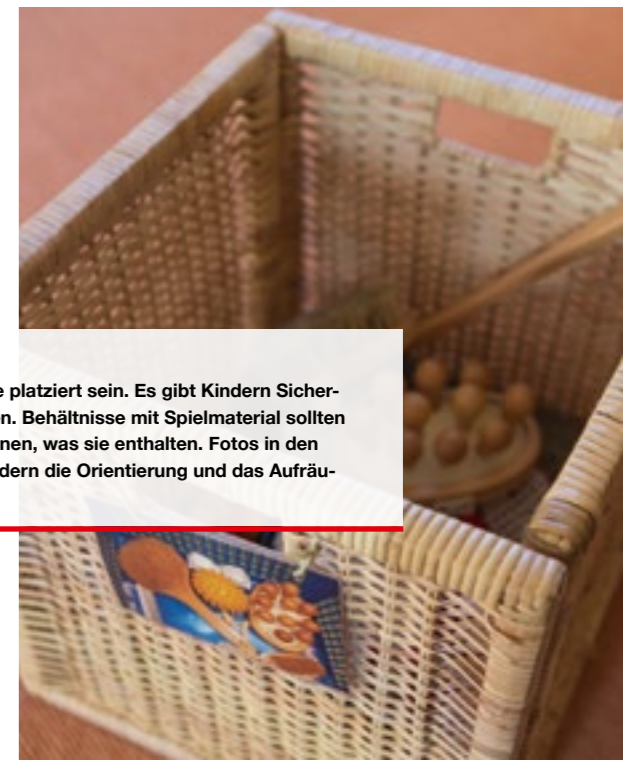 e platziert sein. Es gibt Kindern Sicher-
n. Behältnisse mit Spielmaterial sollten
nen, was sie enthalten. Fotos in den
dern die Orientierung und das Aufräu-